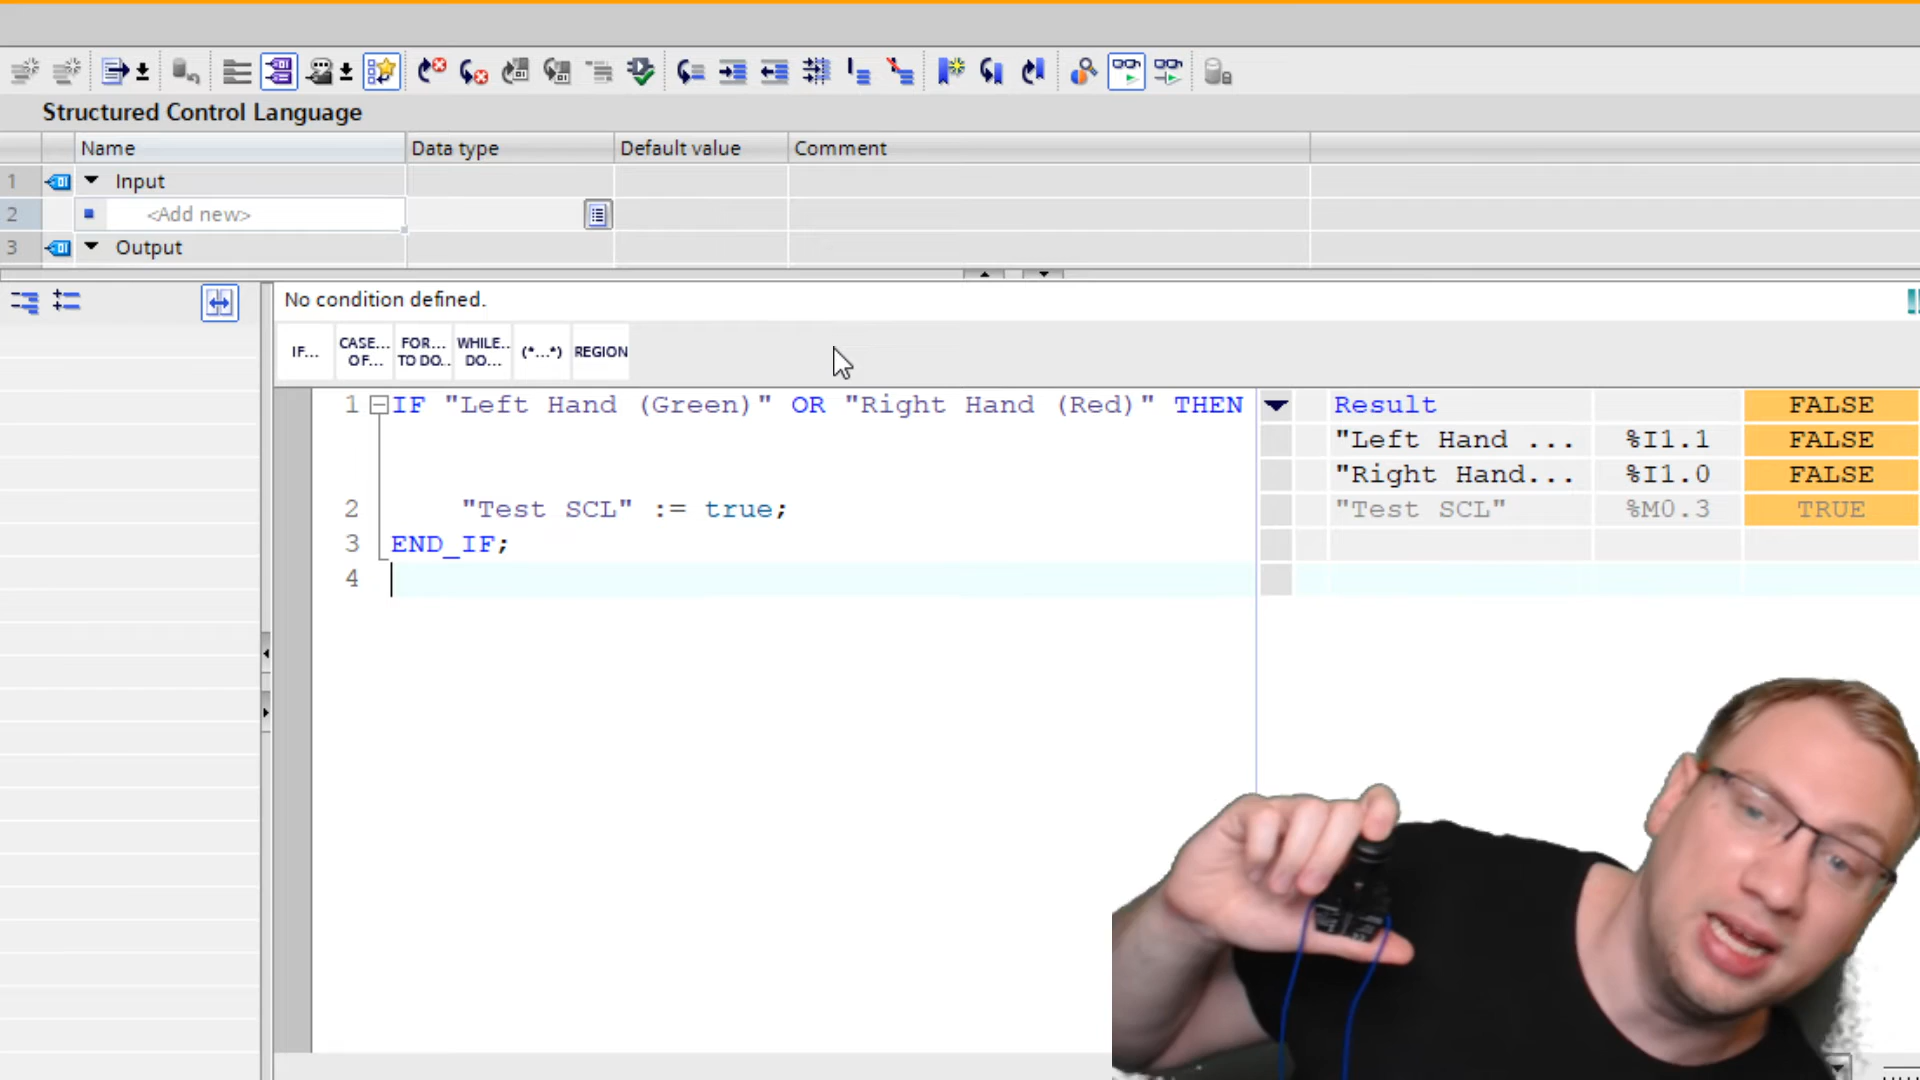 Structured Control Language
Name Data type Default value Comment
1 Input
2 <Add new>
3 Output
No condition defined.
IF... CASE... OF... FOR... TO DO.. WHILE.. DO... (*...*) REGION
1 IF "Left Hand (Green)" OR "Right Hand (Red)" THEN Result FALSE
"Left Hand ... %I1.1 FALSE
"Right Hand... %I1.0 FALSE
2 "Test SCL" := true; "Test SCL" %M0.3 TRUE
3 END_IF;
4